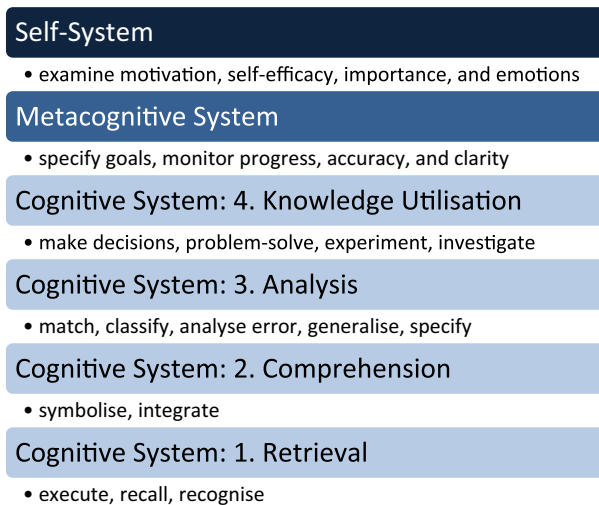 Self-System
• examine motivation, self-efficacy, importance, and emotions
Metacognitive System
• specify goals, monitor progress, accuracy, and clarity
Cognitive System: 4. Knowledge Utilisation
• make decisions, problem-solve, experiment, investigate
Cognitive System: 3. Analysis
• match, classify, analyse error, generalise, specify
Cognitive System: 2. Comprehension
• symbolise, integrate
Cognitive System: 1. Retrieval
• execute, recall, recognise